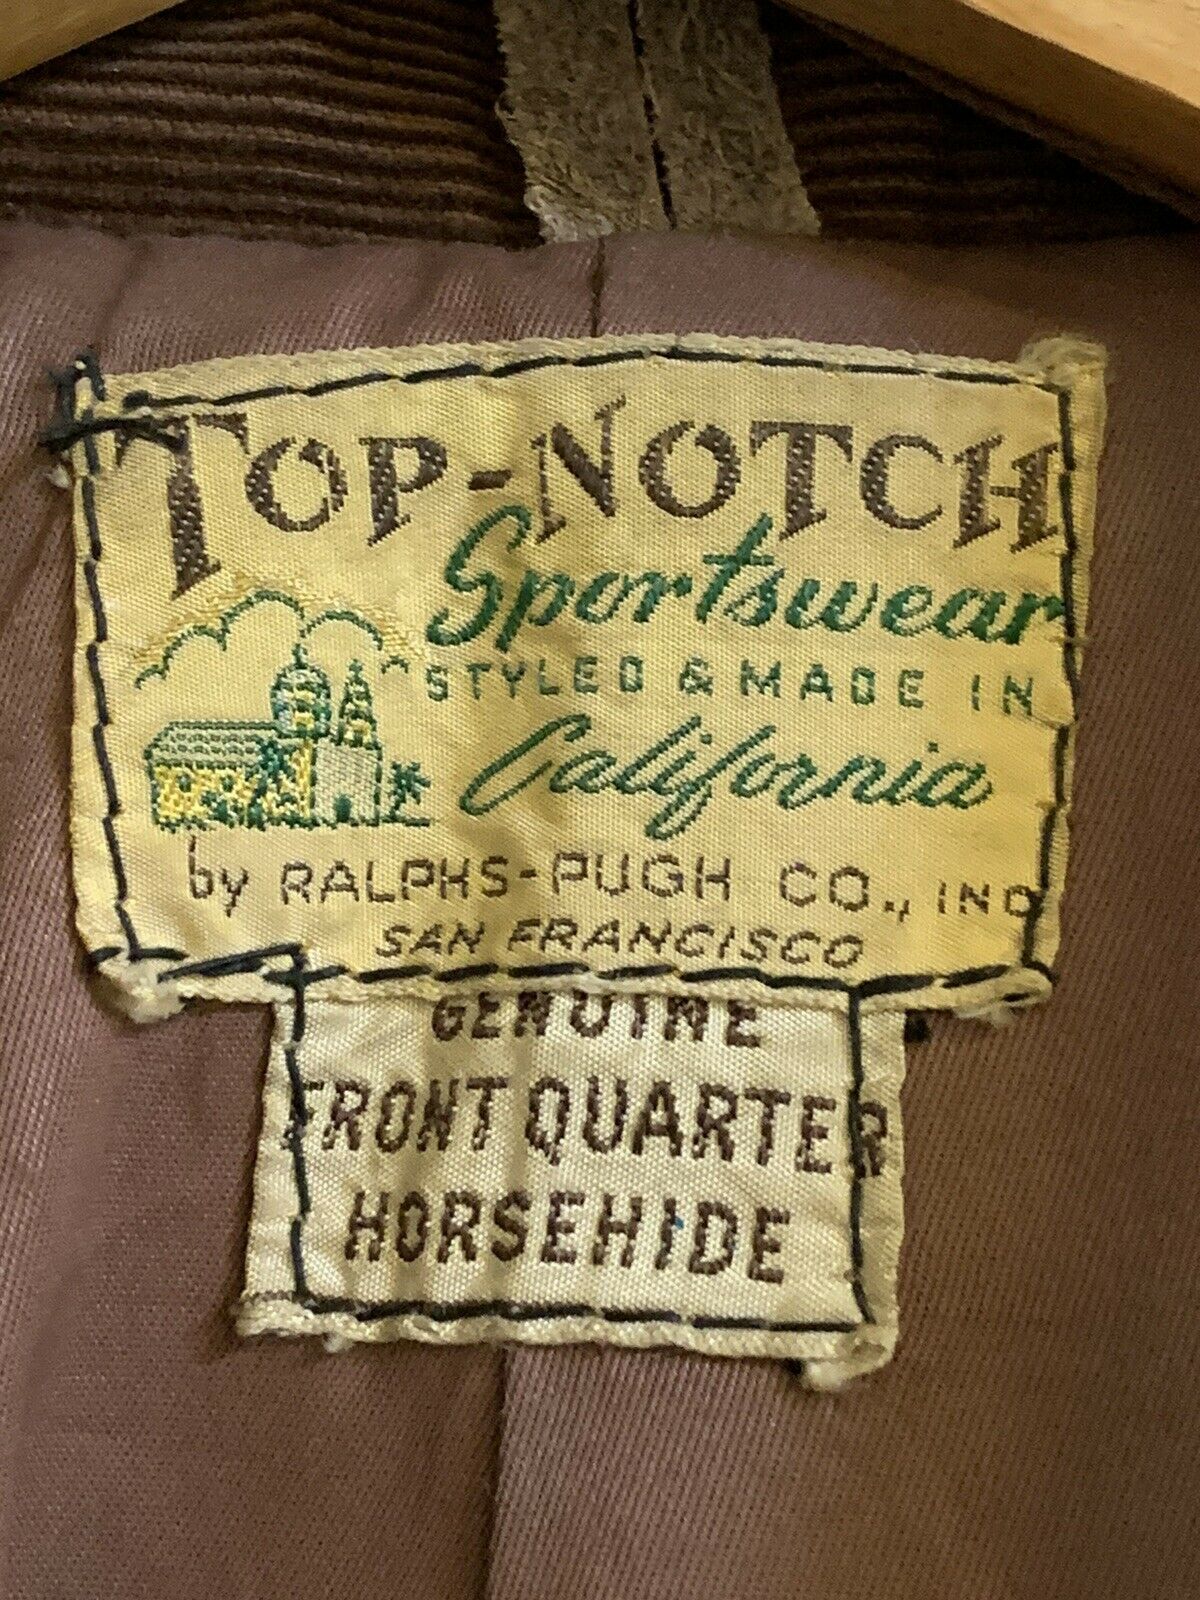 TOP-NOTCH
Sportswear
STYLED & MADE IN
California
by RALPHS-PUGH CO., INC
SAN FRANCISCO
GENUINE
FRONT QUARTER
HORSEHIDE